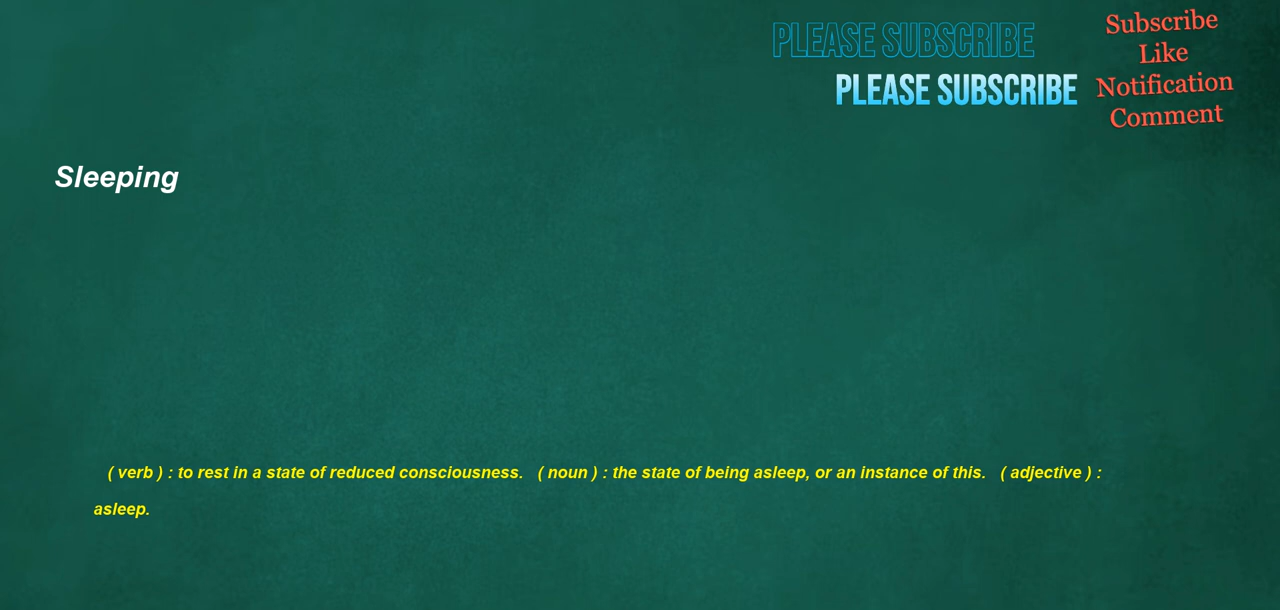 PLEASE SUBSCRIBE
PLEASE SUBSCRIBE
Subscribe
Like
Notification
Comment
Sleeping
( verb ) : to rest in a state of reduced consciousness. ( noun ) : the state of being asleep, or an instance of this. ( adjective ) :
asleep.